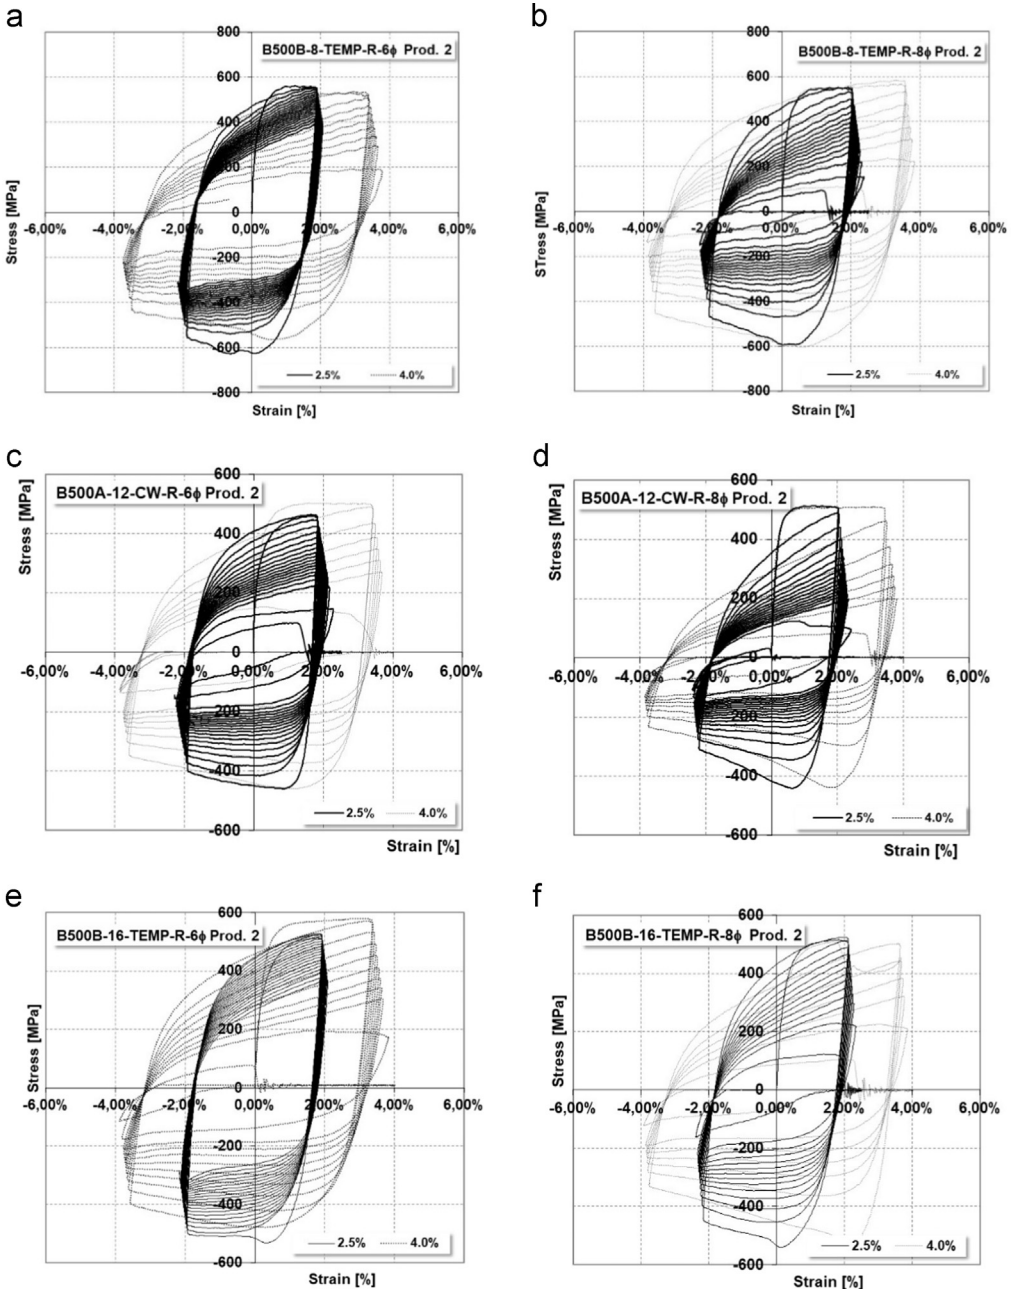 a
800
B500B-8-TEMP-R-6ϕ Prod. 2
600
400
200
0
-6,00% -4,00% -2,00% 0,00% 2,00% 4,00% 6,00%
-200
-400
-600
-800
Stress [MPa]
2.5% 4.0%
Strain [%]
b
800
B500B-8-TEMP-R-8ϕ Prod. 2
600
400
200
0
-6,00% -4,00% -2,00% 0,00% 2,00% 4,00% 6,00%
-200
-400
-600
-800
STress [MPa]
2.5% 4.0%
Strain [%]
c
600
B500A-12-CW-R-6ϕ Prod. 2
400
200
0
-6,00% -4,00% -2,00% 0,00% 2,00% 4,00% 6,00%
-200
-400
-600
Stress [MPa]
2.5% 4.0%
Strain [%]
d
600
B500A-12-CW-R-8ϕ Prod. 2
400
200
0
-6,00% -4,00% -2,00% 0,00% 2,00% 4,00% 6,00%
-200
-400
-600
Stress [MPa]
2.5% 4.0%
Strain [%]
e
600
B500B-16-TEMP-R-6ϕ Prod. 2
400
200
0
-6,00% -4,00% -2,00% 0,00% 2,00% 4,00% 6,00%
-200
-400
-600
Stress [MPa]
2.5% 4.0%
Strain [%]
f
600
B500B-16-TEMP-R-8ϕ Prod. 2
400
200
0
-6,00% -4,00% -2,00% 0,00% 2,00% 4,00% 6,00%
-200
-400
-600
Stress [MPa]
2.5% 4.0%
Strain [%]